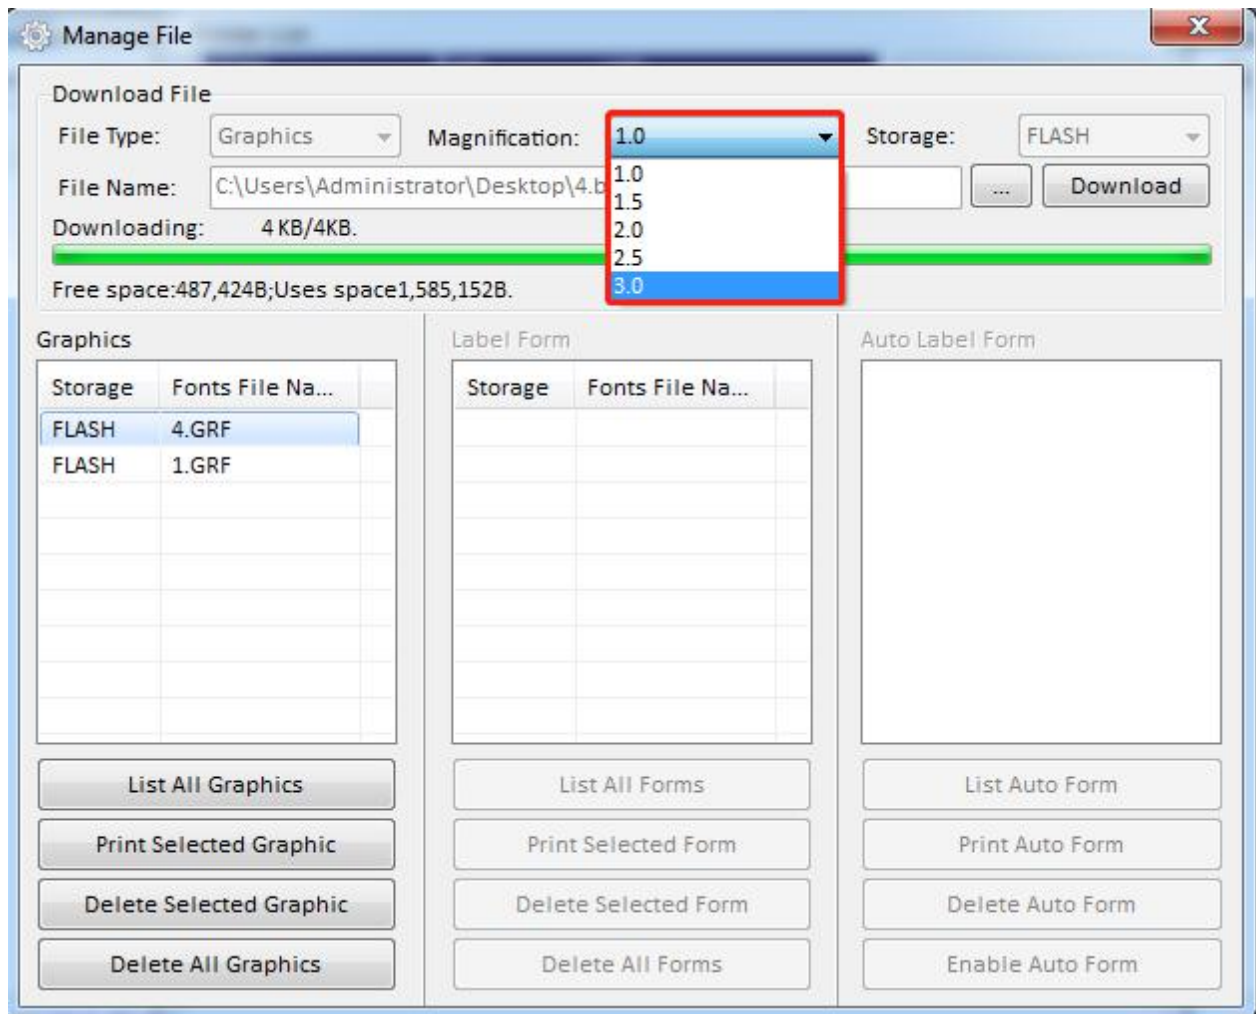 Manage File
Download File
File Type: Graphics Magnification: 1.0 Storage: FLASH
File Name: C:\Users\Administrator\Desktop\4.b ... Download
1.0
1.5
Downloading: 4 KB/4KB.
2.0
2.5
Free space:487,424B;Uses space1,585,152B.
3.0
Graphics Label Form Auto Label Form
Storage Fonts File Na... Storage Fonts File Na...
FLASH 4.GRF
FLASH 1.GRF
List All Graphics List All Forms List Auto Form
Print Selected Graphic Print Selected Form Print Auto Form
Delete Selected Graphic Delete Selected Form Delete Auto Form
Delete All Graphics Delete All Forms Enable Auto Form